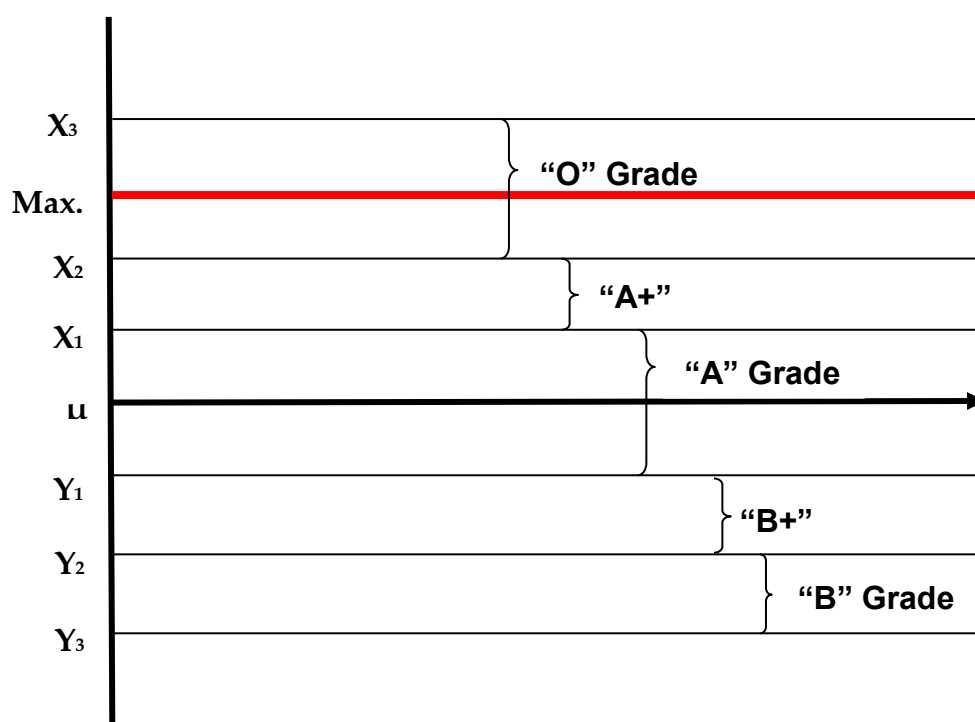 X₃
“O” Grade
Max.
X₂
“A+”
X₁
“A” Grade
μ
Y₁
“B+”
Y₂
“B” Grade
Y₃